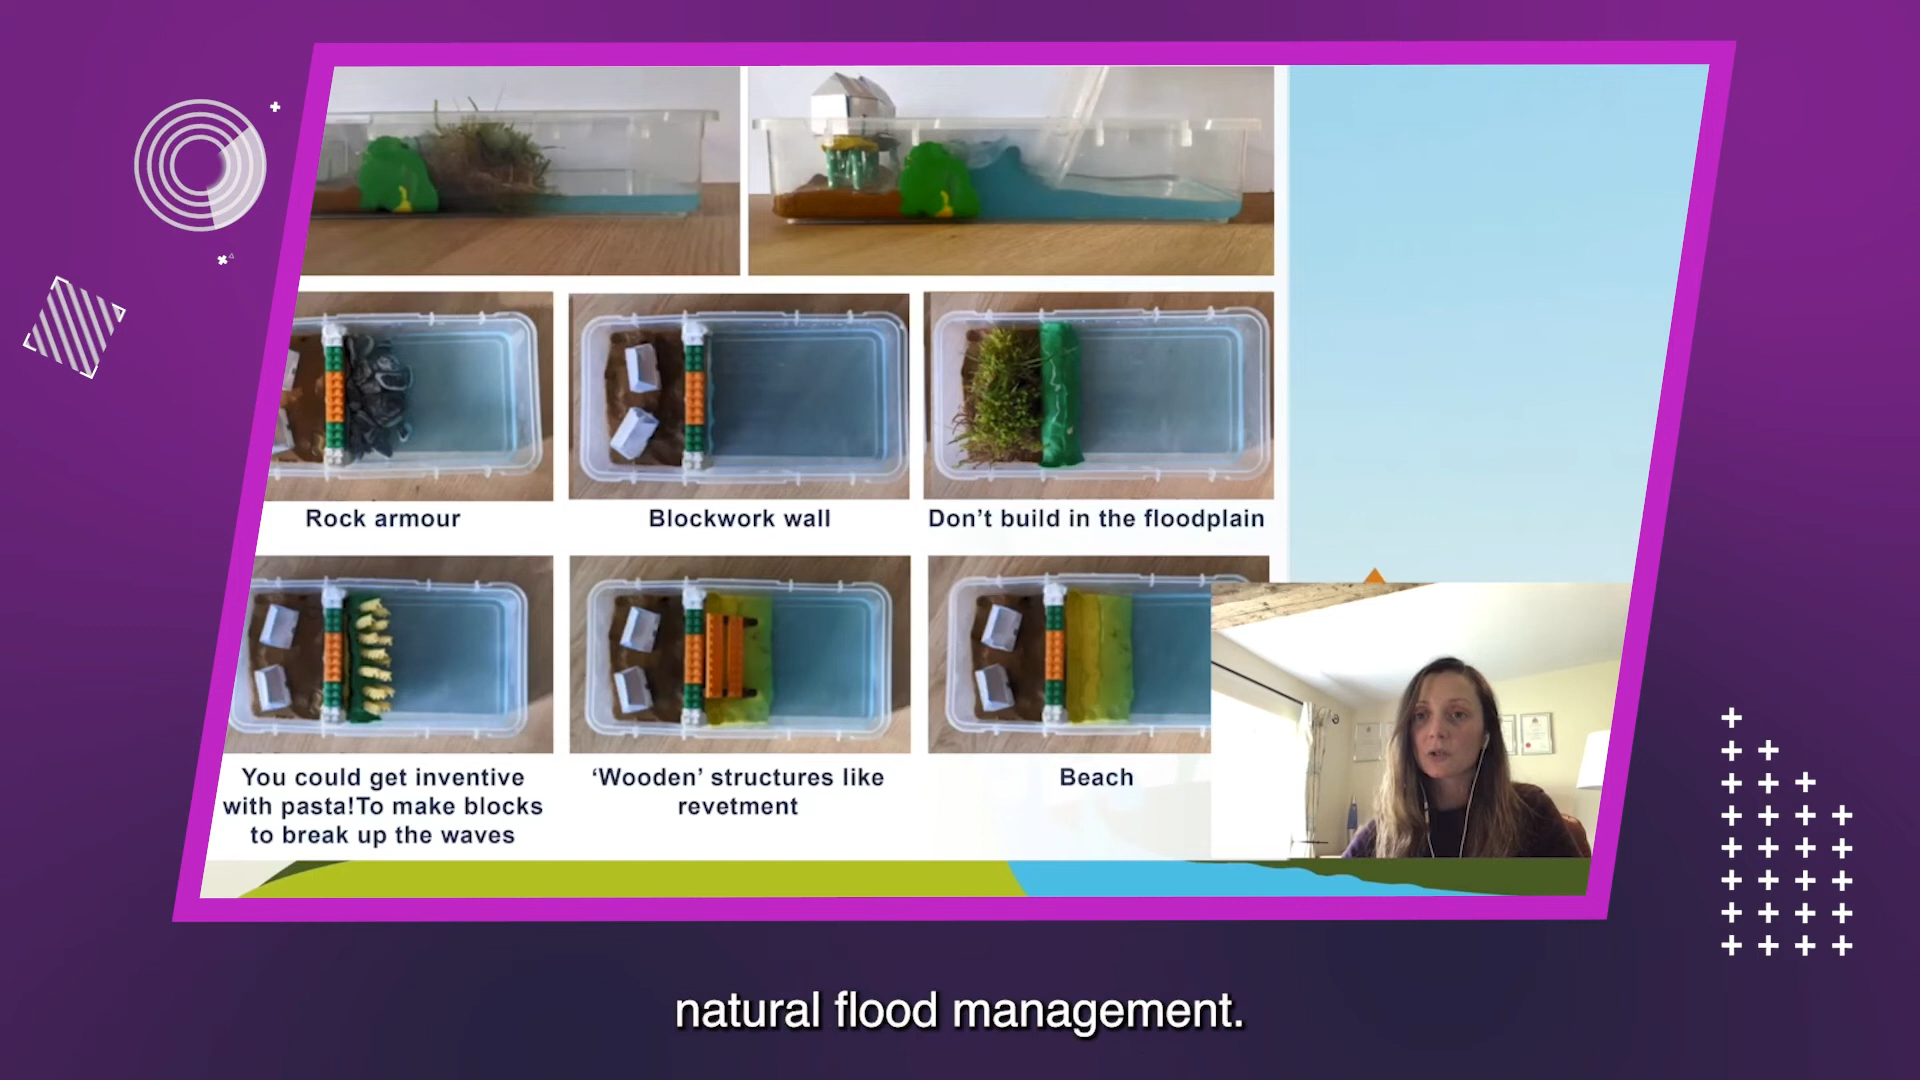 Rock armour
Blockwork wall
Don’t build in the floodplain
You could get inventive
with pasta!To make blocks
to break up the waves
‘Wooden’ structures like
revetment
Beach
natural flood management.